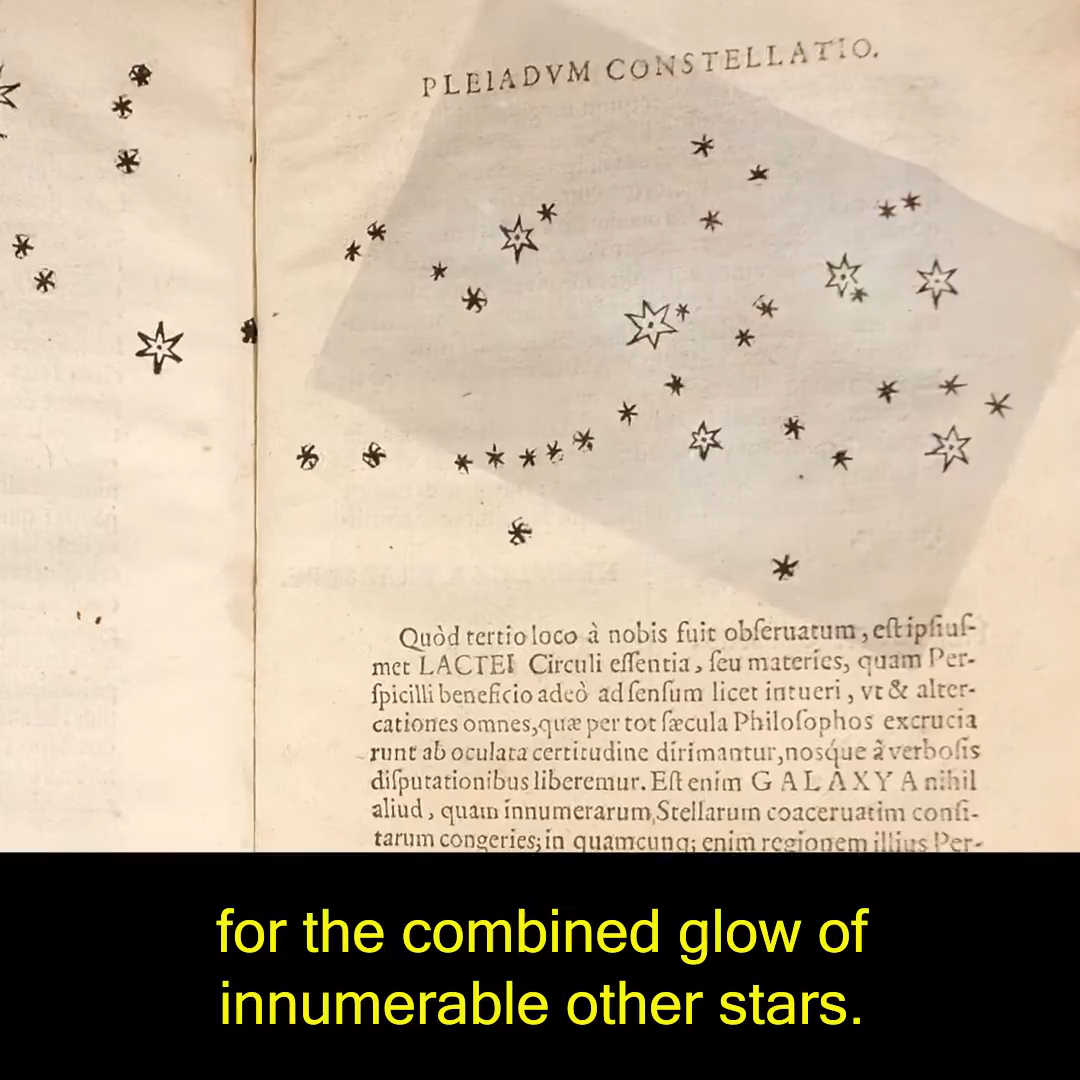 PLEIADVM CONSTELLATIO.
Quòd tertio loco à nobis fuit obſeruatum, eſt ipſiuſ-
met LACTEI Circuli eſſentia, ſeu materies, quam Per-
ſpicilli beneficio adeò ad ſenſum licet intueri, vt & alter-
cationes omnes, quæ per tot ſæcula Philoſophos excrucia
runt ab oculata certitudine dirimantur, nosq́ue à verboſis
diſputationibus liberemur. Eſt enim GALAXYA nihil
aliud, quam innumerarum Stellarum coaceruatim conſi-
tarum congeries; in quamcunq; enim regionem illius Per-
for the combined glow of
innumerable other stars.